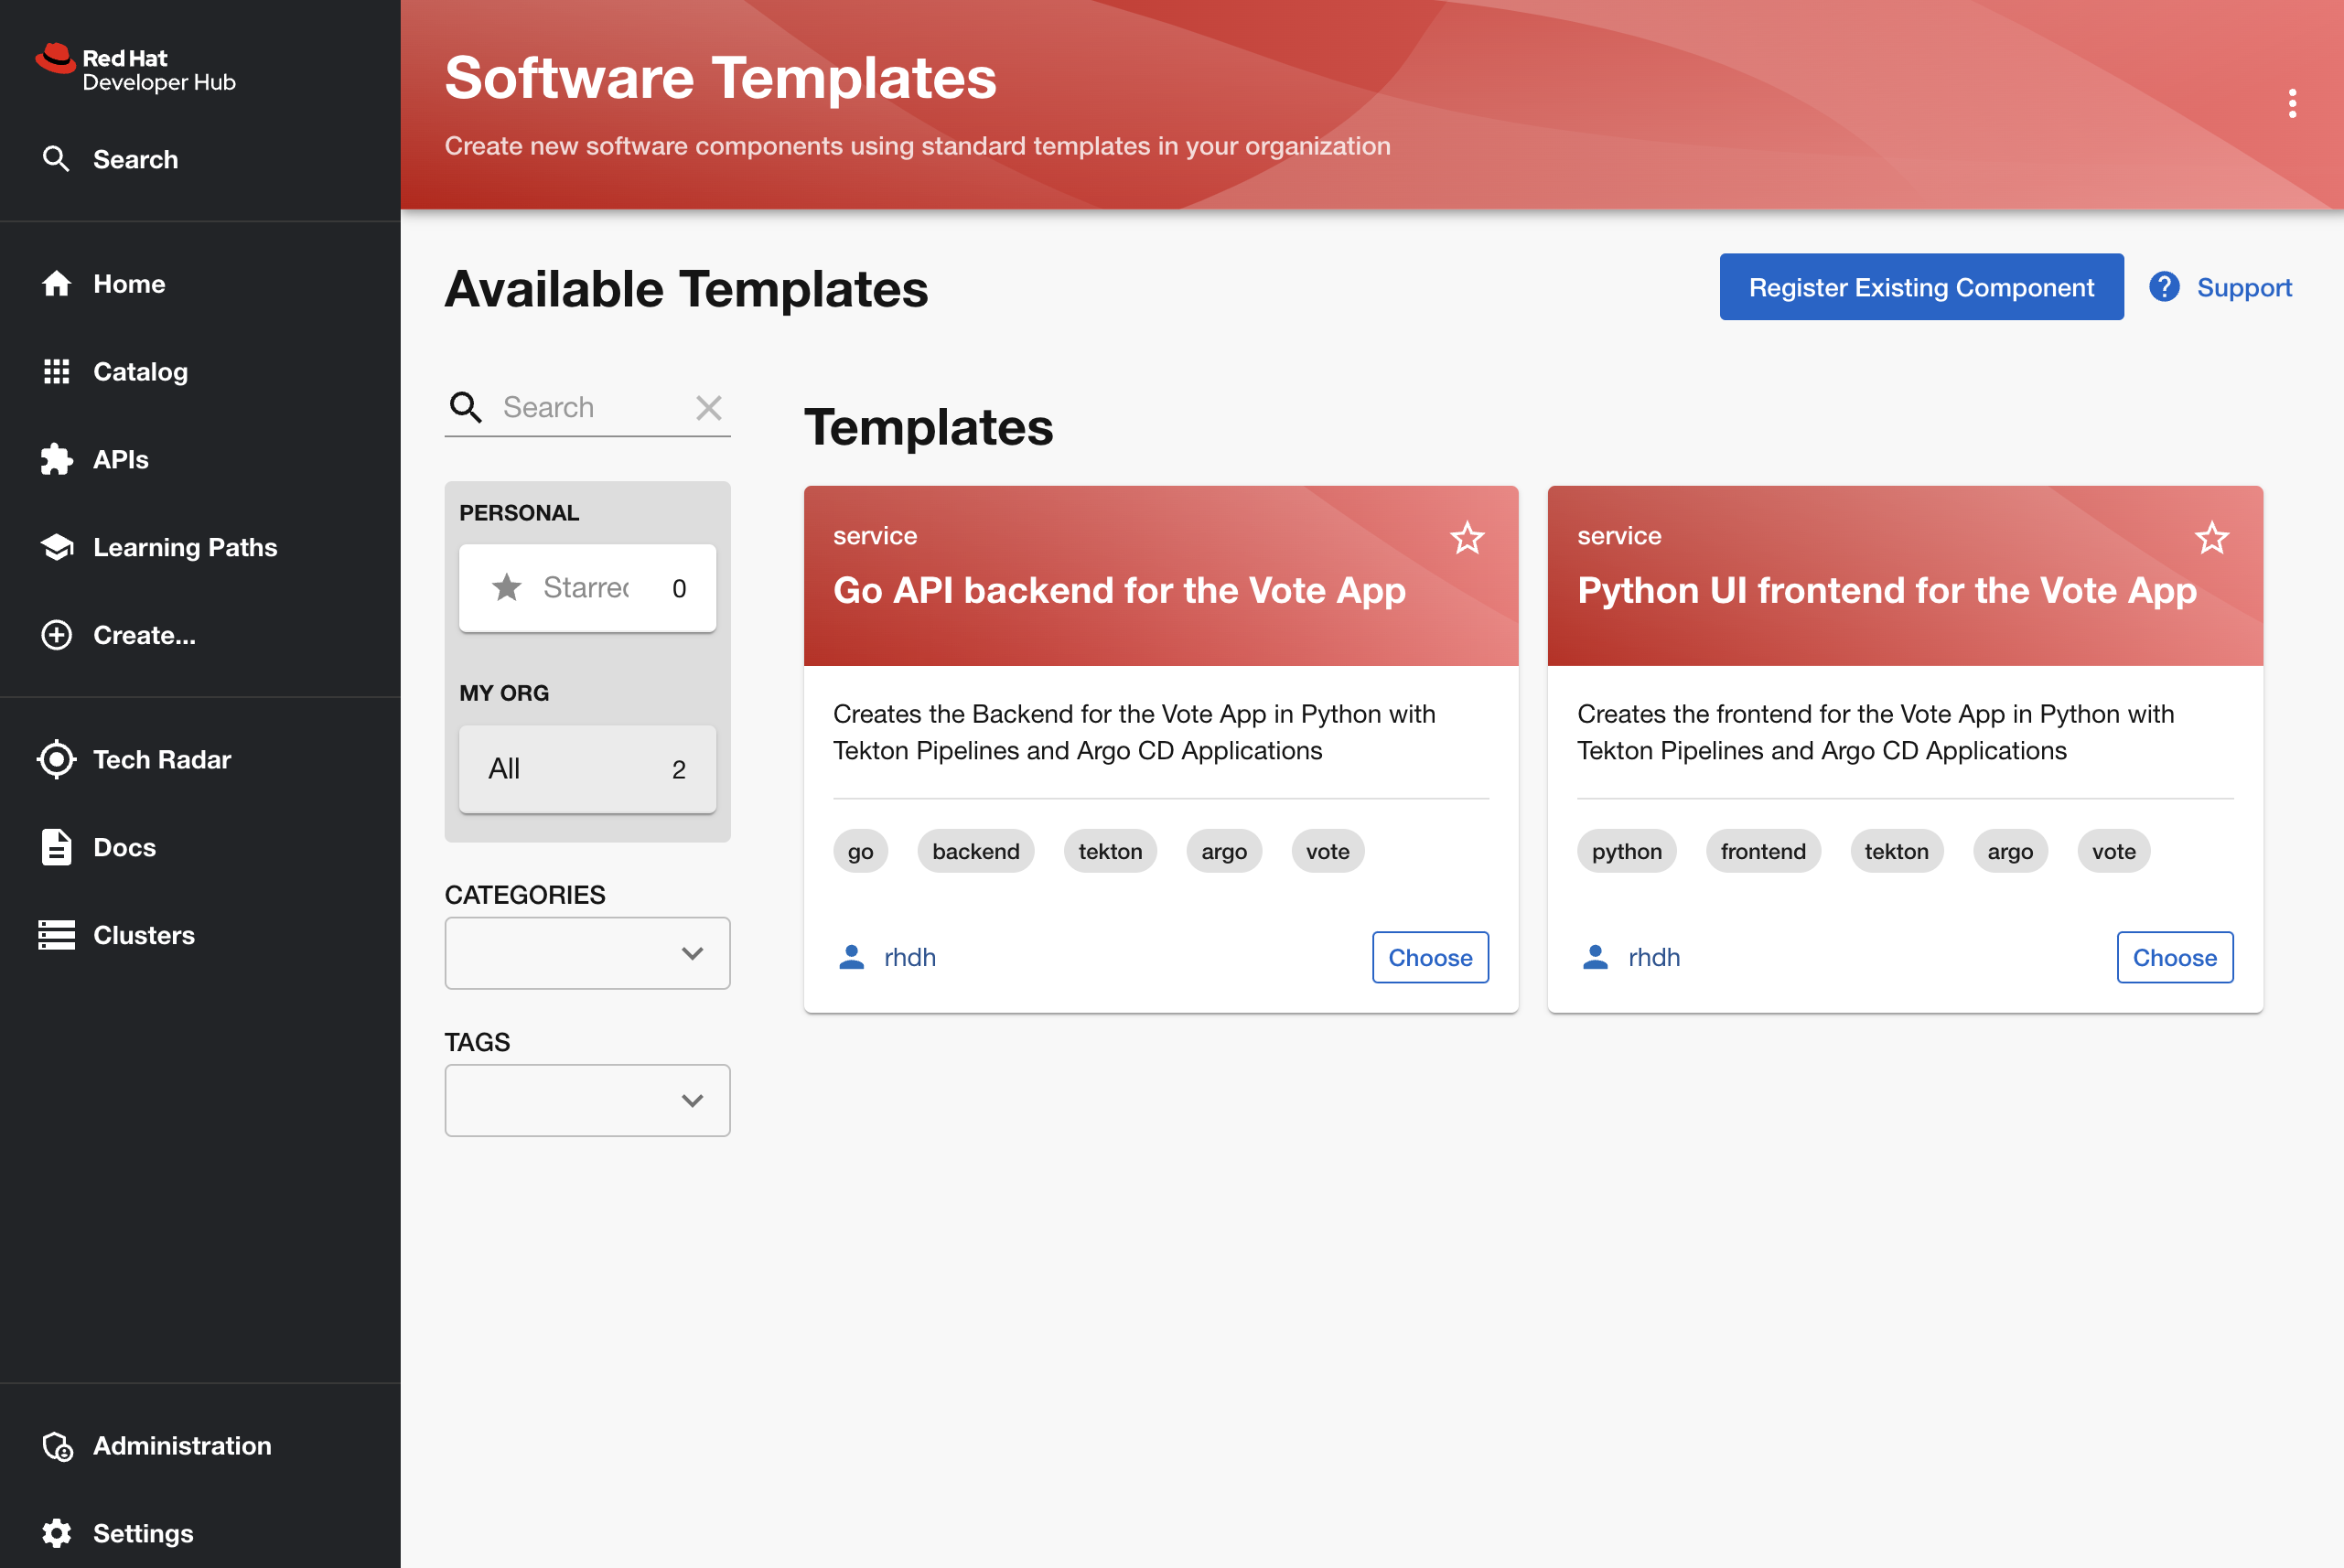 Red Hat
Developer Hub
Search
Home
Catalog
APIs
Learning Paths
Create...
Tech Radar
Docs
Clusters
Administration
Settings
Software Templates
Create new software components using standard templates in your organization
Available Templates
Register Existing Component
Support
Search
PERSONAL
Starred 0
MY ORG
All 2
CATEGORIES
TAGS
Templates
service
Go API backend for the Vote App
Creates the Backend for the Vote App in Python with
Tekton Pipelines and Argo CD Applications
go backend tekton argo vote
rhdh
Choose
service
Python UI frontend for the Vote App
Creates the frontend for the Vote App in Python with
Tekton Pipelines and Argo CD Applications
python frontend tekton argo vote
rhdh
Choose